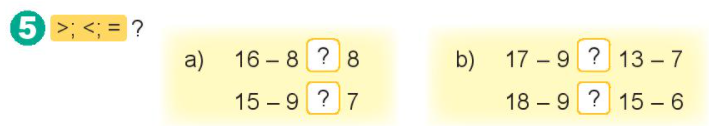 5 >; <; = ?
a) 16 – 8 ? 8
15 – 9 ? 7
b) 17 – 9 ? 13 – 7
18 – 9 ? 15 – 6